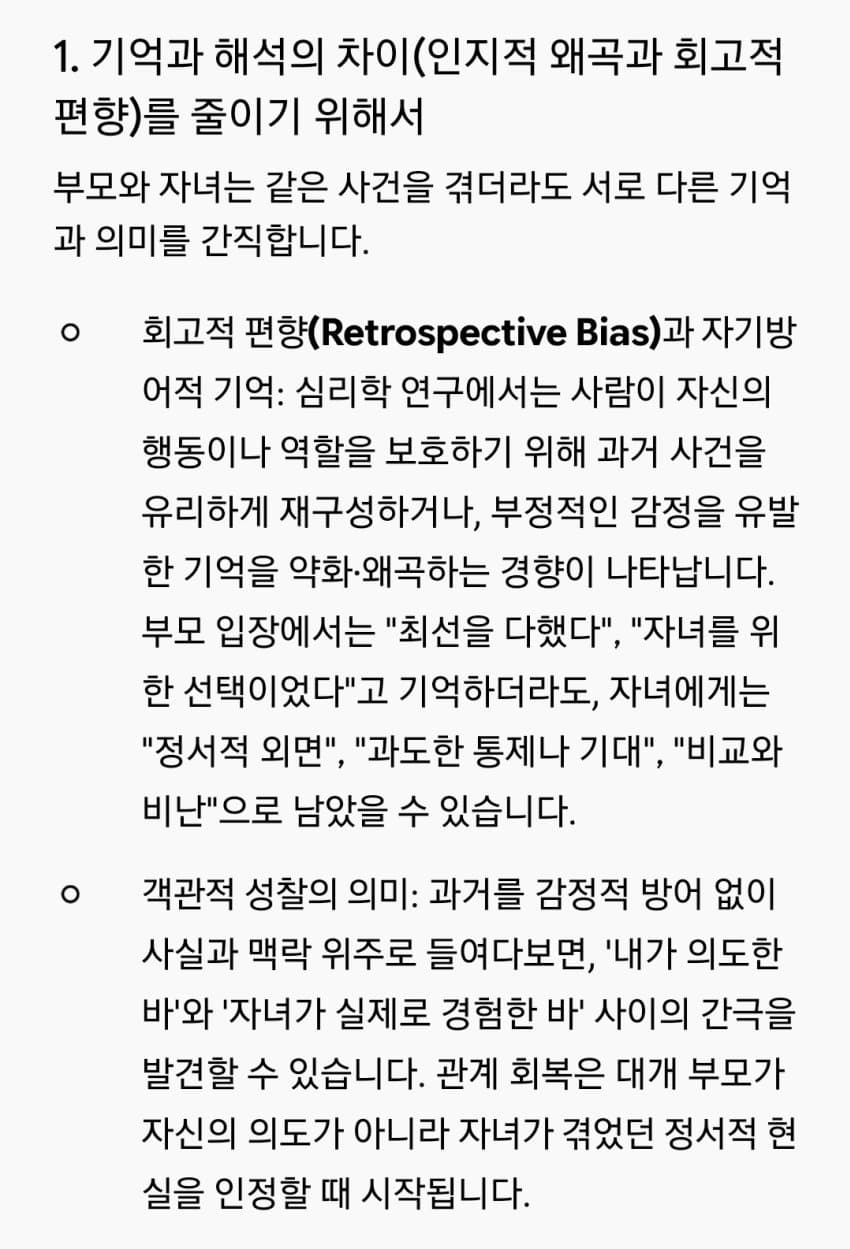 1. 기억과 해석의 차이(인지적 왜곡과 회고적
편향)를 줄이기 위해서
부모와 자녀는 같은 사건을 겪더라도 서로 다른 기억
과 의미를 간직합니다.
회고적 편향(Retrospective Bias)과 자기방
어적 기억: 심리학 연구에서는 사람이 자신의
행동이나 역할을 보호하기 위해 과거 사건을
유리하게 재구성하거나, 부정적인 감정을 유발
한 기억을 약화·왜곡하는 경향이 나타납니다.
부모 입장에서는 "최선을 다했다", "자녀를 위
한 선택이었다"고 기억하더라도, 자녀에게는
"정서적 외면", "과도한 통제나 기대", "비교와
비난"으로 남았을 수 있습니다.
객관적 성찰의 의미: 과거를 감정적 방어 없이
사실과 맥락 위주로 들여다보면, '내가 의도한
바'와 '자녀가 실제로 경험한 바' 사이의 간극을
발견할 수 있습니다. 관계 회복은 대개 부모가
자신의 의도가 아니라 자녀가 겪었던 정서적 현
실을 인정할 때 시작됩니다.